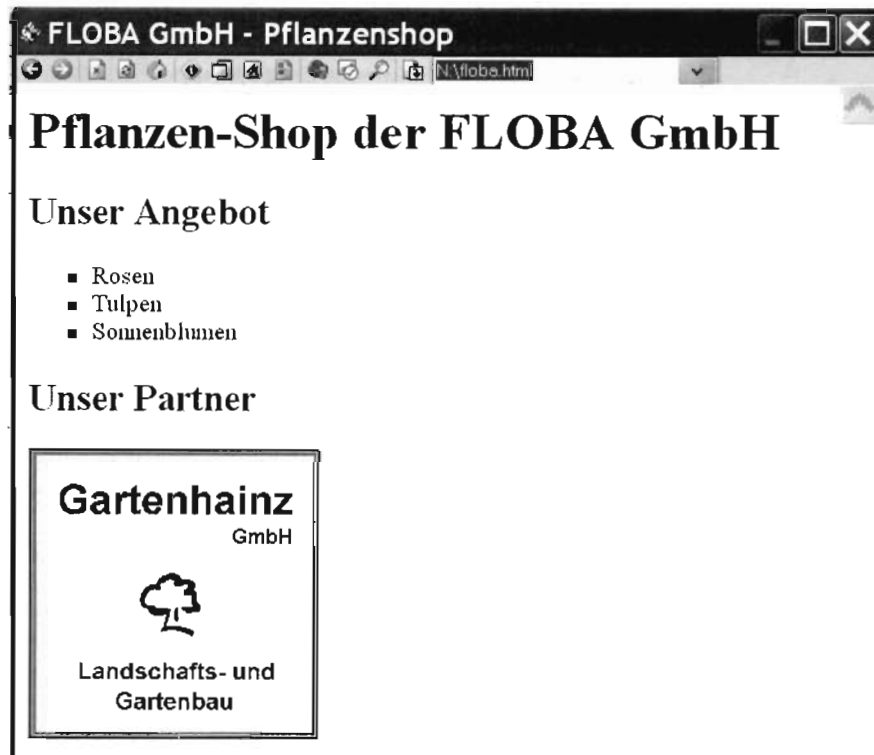 FLOBA GmbH - Pflanzenshop
N:\floba.html
Pflanzen-Shop der FLOBA GmbH
Unser Angebot
Rosen
Tulpen
Sonnenblumen
Unser Partner
Gartenhainz
GmbH
Landschafts- und
Gartenbau